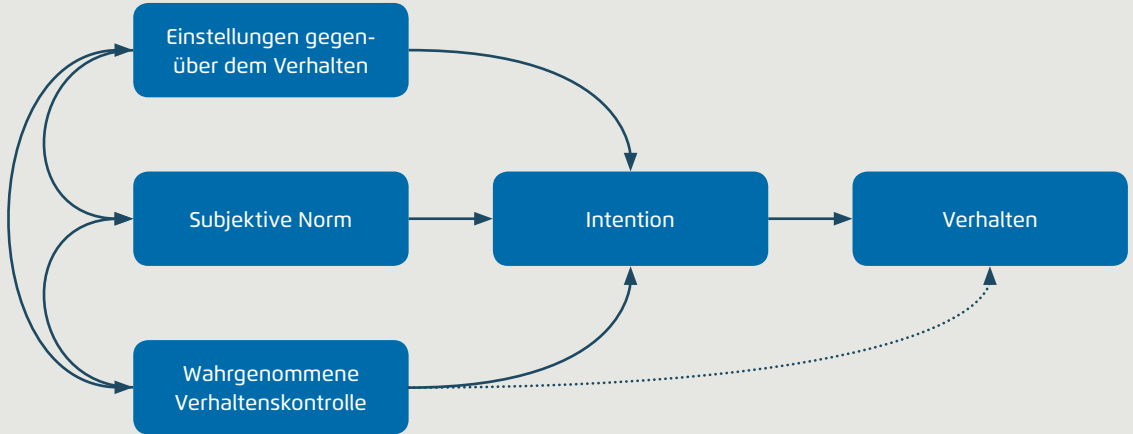 Einstellungen gegen-
über dem Verhalten
Subjektive Norm
Intention
Verhalten
Wahrgenommene
Verhaltenskontrolle